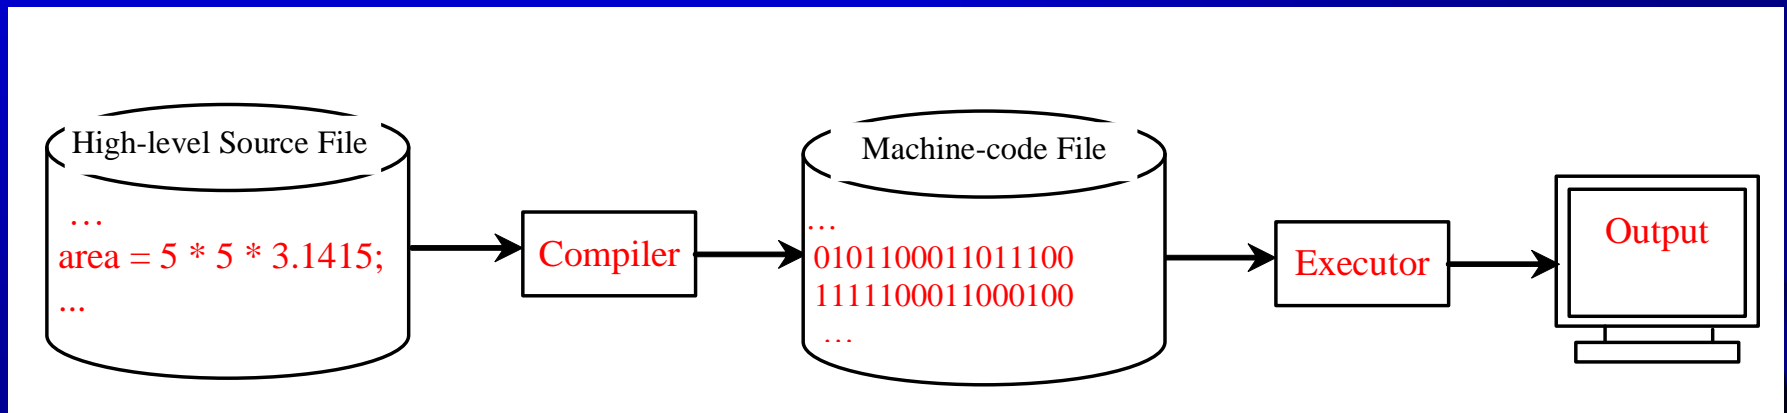 High-level Source File
…
area = 5 * 5 * 3.1415;
...
Compiler
Machine-code File
…
0101100011011100
1111100011000100
…
Executor
Output